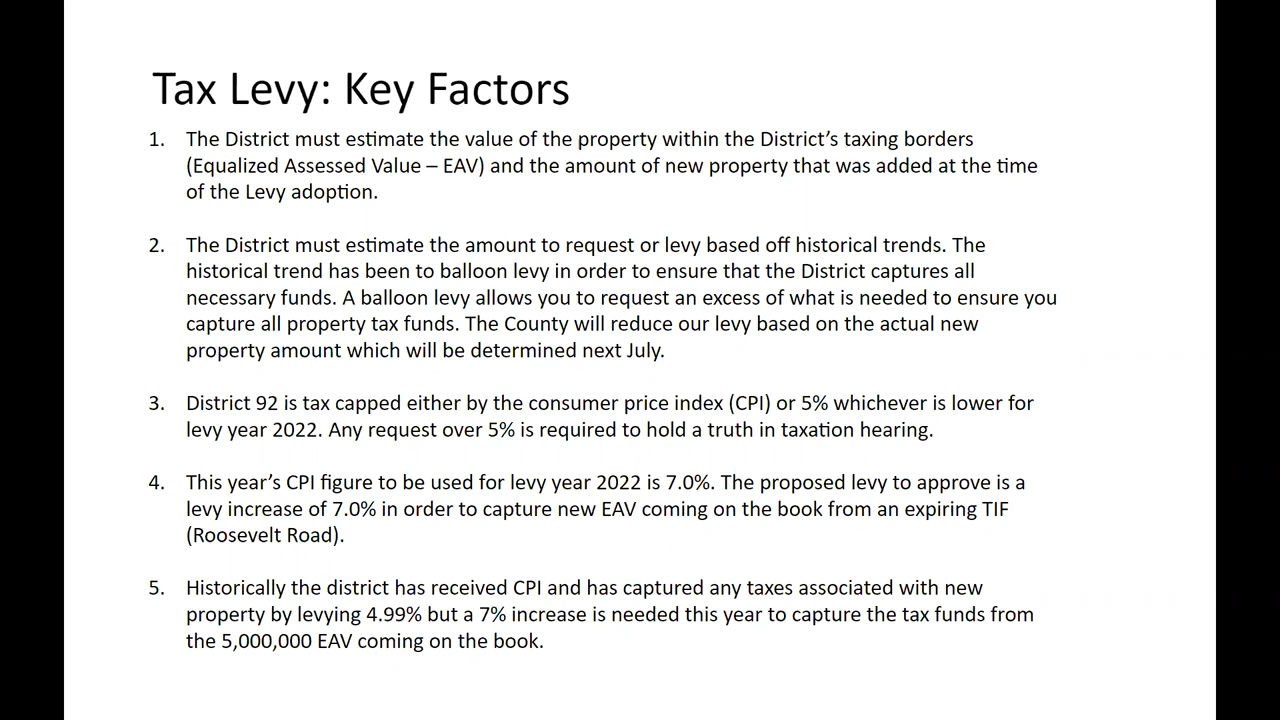 Tax Levy: Key Factors
1. The District must estimate the value of the property within the District’s taxing borders
(Equalized Assessed Value – EAV) and the amount of new property that was added at the time
of the Levy adoption.
2. The District must estimate the amount to request or levy based off historical trends. The
historical trend has been to balloon levy in order to ensure that the District captures all
necessary funds. A balloon levy allows you to request an excess of what is needed to ensure you
capture all property tax funds. The County will reduce our levy based on the actual new
property amount which will be determined next July.
3. District 92 is tax capped either by the consumer price index (CPI) or 5% whichever is lower for
levy year 2022. Any request over 5% is required to hold a truth in taxation hearing.
4. This year’s CPI figure to be used for levy year 2022 is 7.0%. The proposed levy to approve is a
levy increase of 7.0% in order to capture new EAV coming on the book from an expiring TIF
(Roosevelt Road).
5. Historically the district has received CPI and has captured any taxes associated with new
property by levying 4.99% but a 7% increase is needed this year to capture the tax funds from
the 5,000,000 EAV coming on the book.